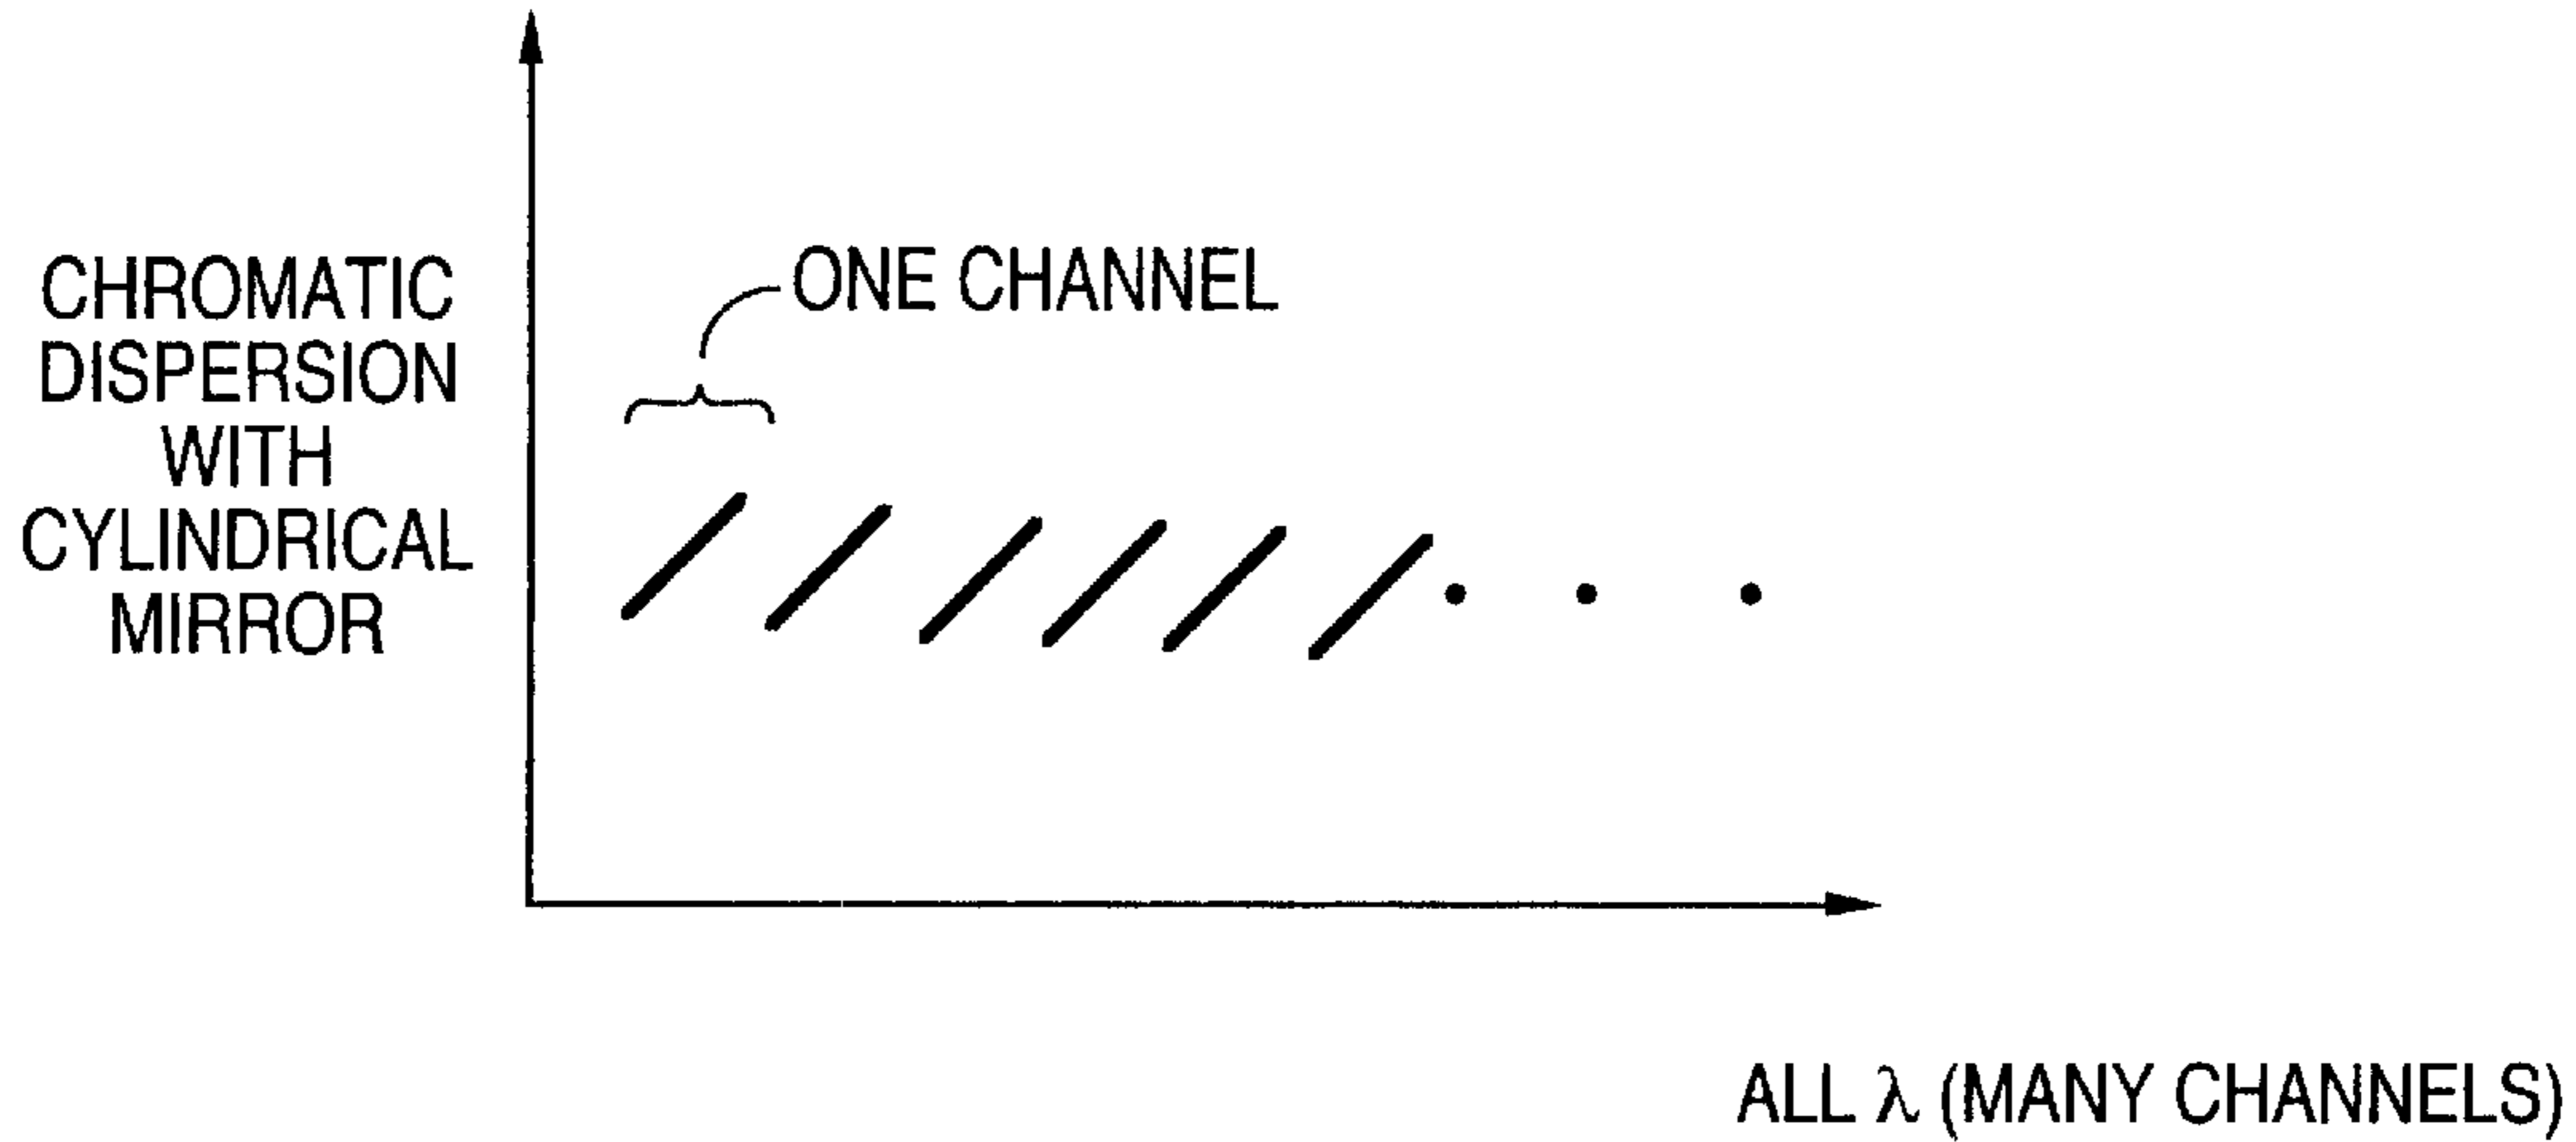 ONE CHANNEL
CHROMATIC
DISPERSION
WITH
CYLINDRICAL
MIRROR
ALL λ (MANY CHANNELS)